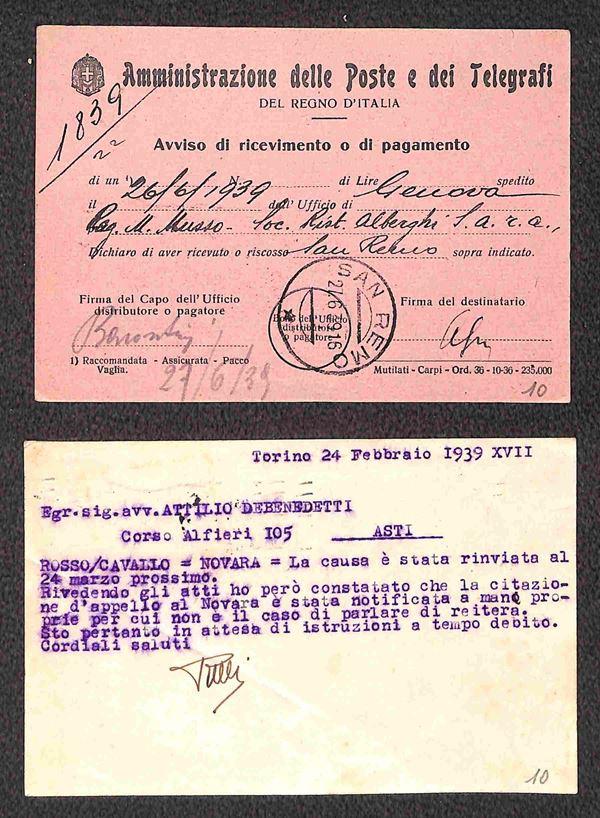 Amministrazione delle Poste e dei Telegrafi
DEL REGNO D'ITALIA
1839
Avviso di ricevimento o di pagamento
di un ¹) 26/6/1939 N. di Lire Genova spedito
il dall' Ufficio di
Rag. M. Musso - Soc. Rist. Alberghi S.a.r.a.,
Dichiaro di aver ricevuto o riscosso San Remo sopra indicato.
SAN REMO
Firma del Capo dell'Ufficio
distributore o pagatore
Bollo dell'Ufficio
distributore
o pagatore
Firma del destinatario
1) Raccomandata - Assicurata - Pacco
Vaglia.
27/6/39
Mutilati - Carpi - Ord. 36 - 10-36 - 235.000
10
Torino 24 Febbraio I939 XVII
Egr.sig.avv.ATTILIO DEBENEDETTI
Corso Alfieri I05 ASTI
ROSSO/CAVALLO = NOVARA = La causa è stata rinviata al
24 marzo prossimo.
Rivedendo gli atti ho però constatato che la citazio-
ne d'appello al Novara è stata notificata a mani pro-
prie per cui non è il caso di parlare di reitera.
Sto pertanto in attesa di istruzioni a tempo debito.
Cordiali saluti
10